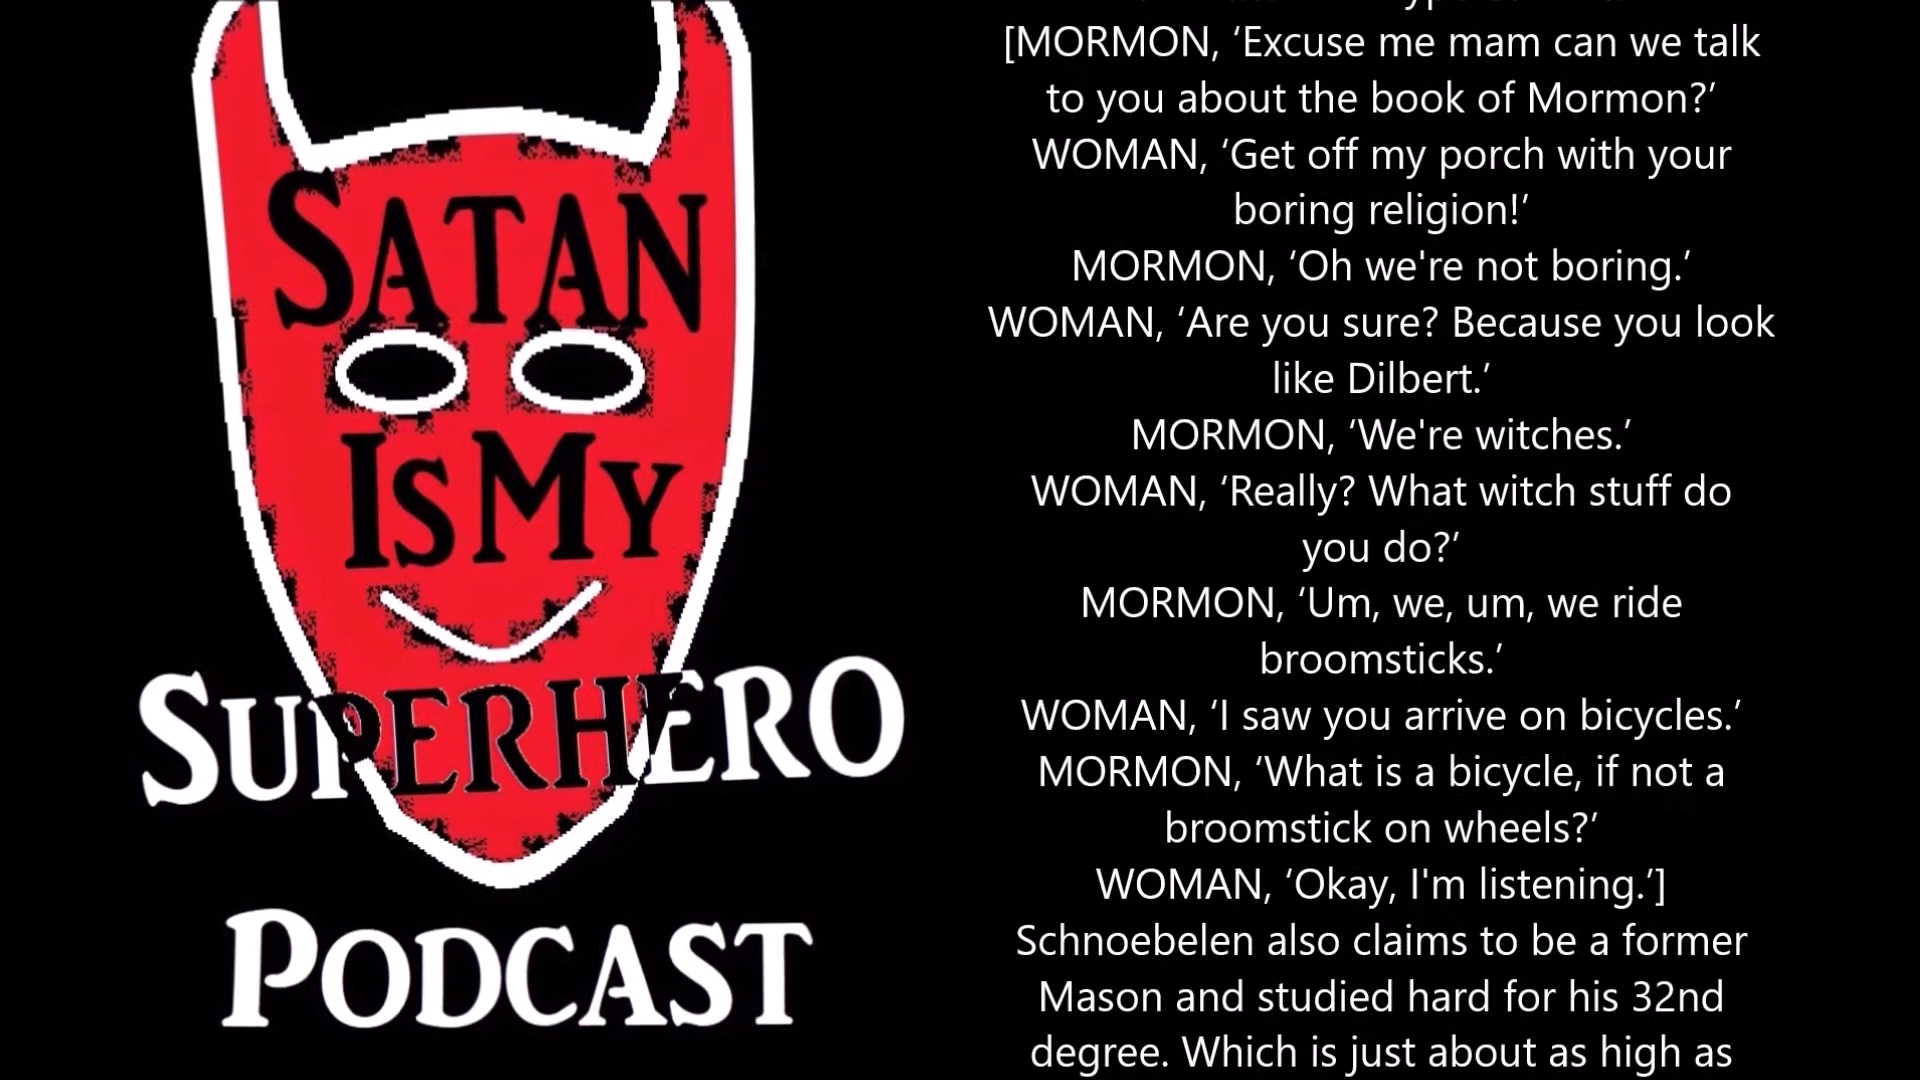 SATAN
IS MY
SUPERHERO
PODCAST
[MORMON, ‘Excuse me mam can we talk
to you about the book of Mormon?’
WOMAN, ‘Get off my porch with your
boring religion!’
MORMON, ‘Oh we're not boring.’
WOMAN, ‘Are you sure? Because you look
like Dilbert.’
MORMON, ‘We're witches.’
WOMAN, ‘Really? What witch stuff do
you do?’
MORMON, ‘Um, we, um, we ride
broomsticks.’
WOMAN, ‘I saw you arrive on bicycles.’
MORMON, ‘What is a bicycle, if not a
broomstick on wheels?’
WOMAN, ‘Okay, I'm listening.’]
Schnoebelen also claims to be a former
Mason and studied hard for his 32nd
degree. Which is just about as high as